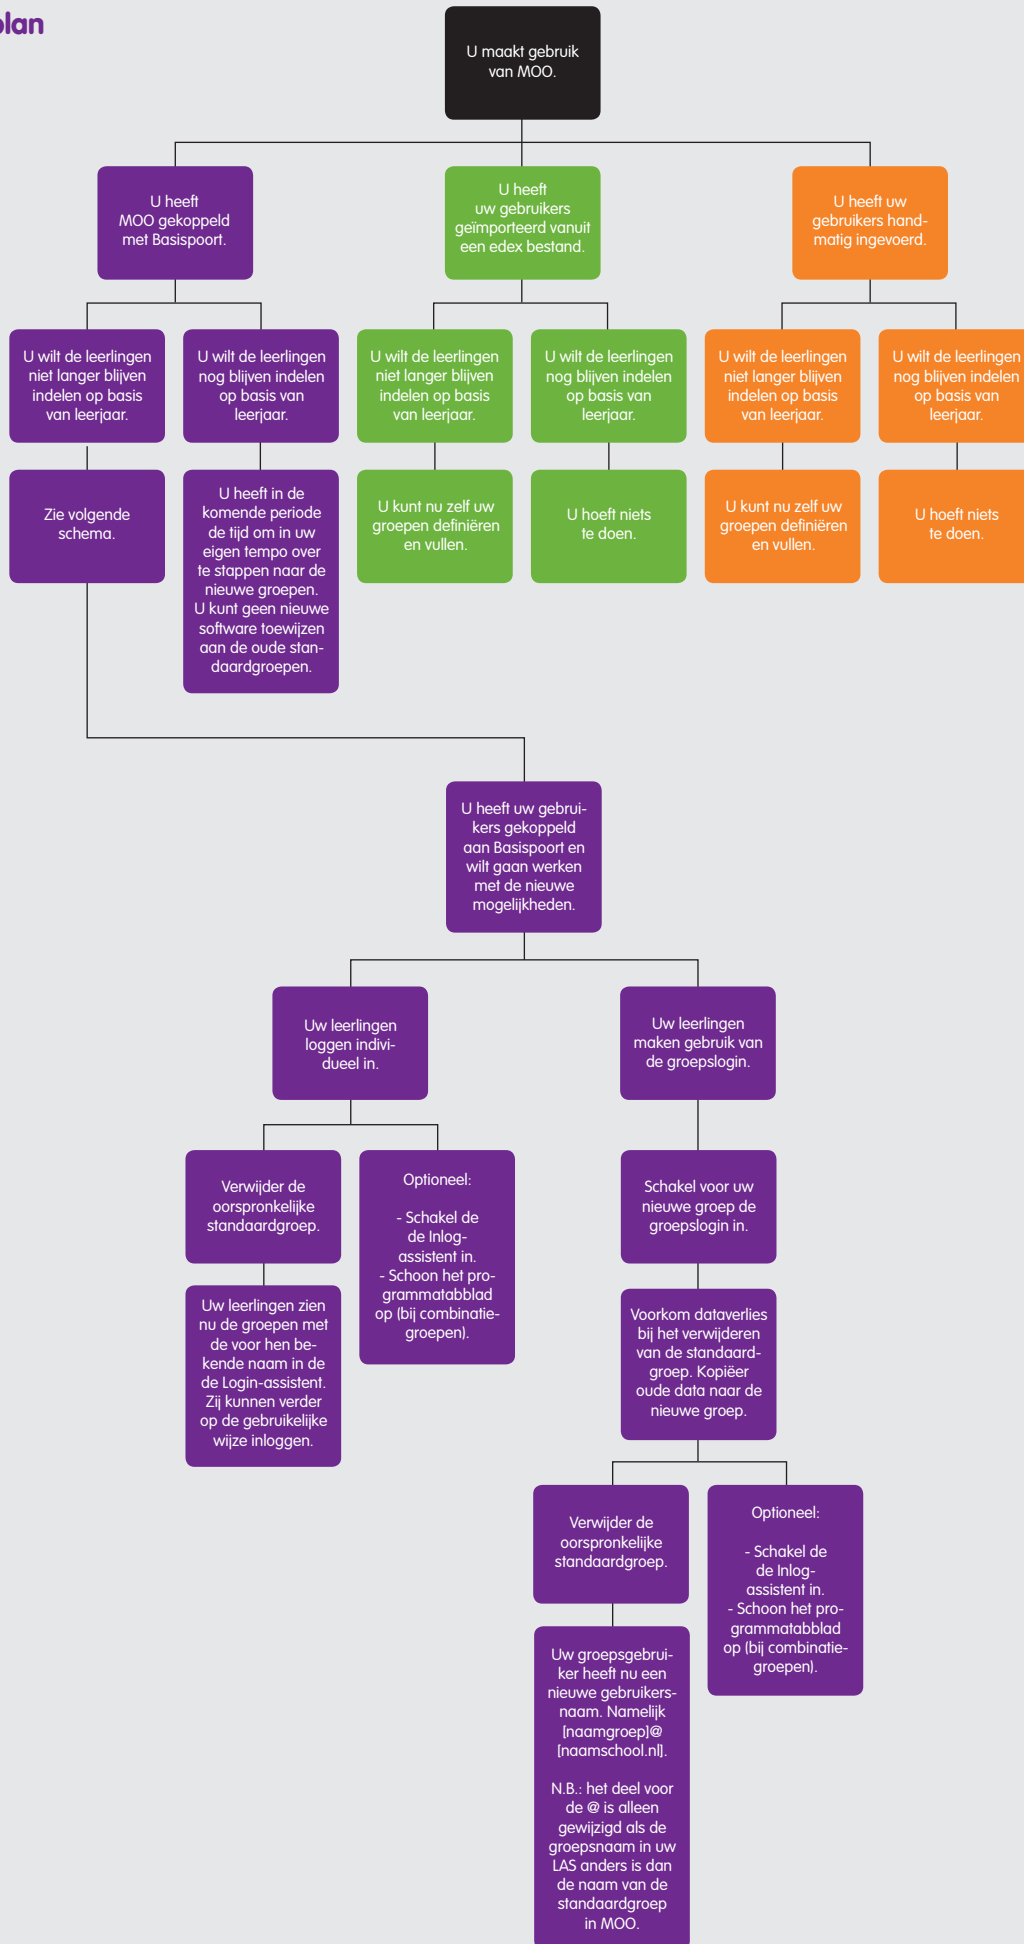 plan
U maakt gebruik
van MOO.
U heeft
MOO gekoppeld
met Basispoort.
U heeft
uw gebruikers
geïmporteerd vanuit
een edex bestand.
U heeft uw
gebruikers hand-
matig ingevoerd.
U wilt de leerlingen
niet langer blijven
indelen op basis
van leerjaar.
U wilt de leerlingen
nog blijven indelen
op basis van
leerjaar.
U wilt de leerlingen
niet langer blijven
indelen op basis
van leerjaar.
U wilt de leerlingen
nog blijven indelen
op basis van
leerjaar.
U wilt de leerlingen
niet langer blijven
indelen op basis
van leerjaar.
U wilt de leerlingen
nog blijven indelen
op basis van
leerjaar.
Zie volgende
schema.
U heeft in de
komende periode
de tijd om in uw
eigen tempo over
te stappen naar de
nieuwe groepen.
U kunt geen nieuwe
software toewijzen
aan de oude stan-
daardgroepen.
U kunt nu zelf uw
groepen definiëren
en vullen.
U hoeft niets
te doen.
U kunt nu zelf uw
groepen definiëren
en vullen.
U hoeft niets
te doen.
U heeft uw gebrui-
kers gekoppeld
aan Basispoort en
wilt gaan werken
met de nieuwe
mogelijkheden.
Uw leerlingen
loggen indivi-
dueel in.
Uw leerlingen
maken gebruik van
de groepslogin.
Verwijder de
oorspronkelijke
standaardgroep.
Optioneel:
- Schakel de
de Inlog-
assistent in.
- Schoon het pro-
grammatabblad
op (bij combinatie-
groepen).
Schakel voor uw
nieuwe groep de
groepslogin in.
Uw leerlingen zien
nu de groepen met
de voor hen be-
kende naam in de
de Login-assistent.
Zij kunnen verder
op de gebruikelijke
wijze inloggen.
Voorkom dataverlies
bij het verwijderen
van de standaard-
groep. Kopiëer
oude data naar de
nieuwe groep.
Verwijder de
oorspronkelijke
standaardgroep.
Optioneel:
- Schakel de
de Inlog-
assistent in.
- Schoon het pro-
grammatabblad
op (bij combinatie-
groepen).
Uw groepsgebrui-
ker heeft nu een
nieuwe gebruikers-
naam. Namelijk
[naamgroep]@
[naamschool.nl].
N.B.: het deel voor
de @ is alleen
gewijzigd als de
groepsnaam in uw
LAS anders is dan
de naam van de
standaardgroep
in MOO.